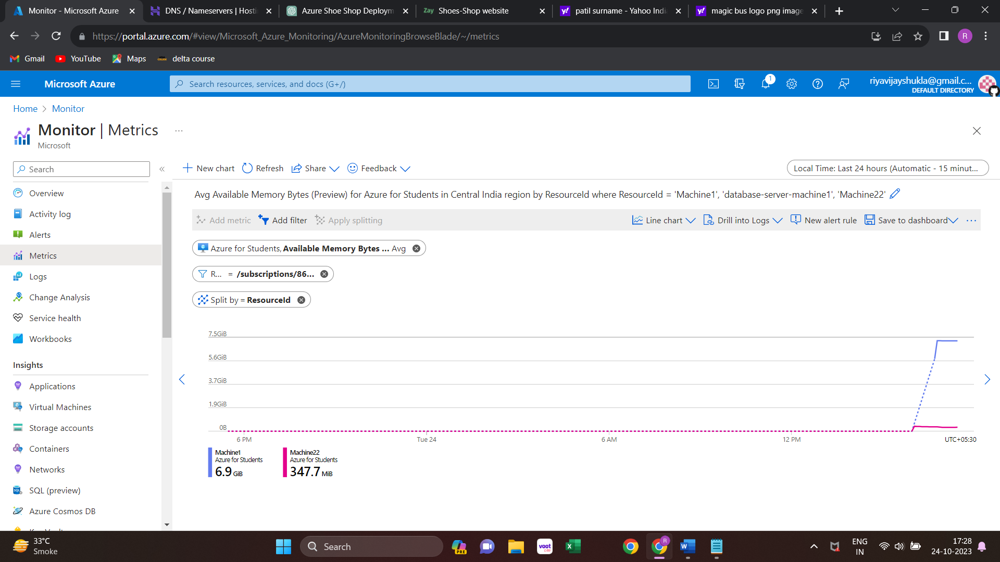 Monitor - Microsoft Azure
DNS / Nameservers | Hosti
Azure Shoe Shop Deploym
Zay Shoes-Shop website
patil surname - Yahoo Indi
magic bus logo png image
https://portal.azure.com/#view/Microsoft_Azure_Monitoring/AzureMonitoringBrowseBlade/~/metrics
R
Gmail
YouTube
Maps
delta course
Microsoft Azure
Search resources, services, and docs (G+/)
1
riyavijayshukla@gmail.c...
DEFAULT DIRECTORY
Home > Monitor
Monitor | Metrics ...
Microsoft
Search
«
New chart
Refresh
Share
Feedback
Local Time: Last 24 hours (Automatic - 15 minut...
Overview
Activity log
Alerts
Metrics
Logs
Change Analysis
Service health
Workbooks
Insights
Applications
Virtual Machines
Storage accounts
Containers
Networks
SQL (preview)
Azure Cosmos DB
Avg Available Memory Bytes (Preview) for Azure for Students in Central India region by ResourceId where ResourceId = 'Machine1', 'database-server-machine1', 'Machine22'
Add metric
Add filter
Apply splitting
Line chart
Drill into Logs
New alert rule
Save to dashboard
...
Azure for Students, Available Memory Bytes ... Avg
R... = /subscriptions/86...
Split by = ResourceId
7.5GiB
5.6GiB
3.7GiB
1.9GiB
0B
6 PM
Tue 24
6 AM
12 PM
UTC+05:30
Machine1
Azure for Students
6.9 GiB
Machine22
Azure for Students
347.7 MiB
33°C
Smoke
Search
PRE
voot
R
ENG
IN
17:28
24-10-2023